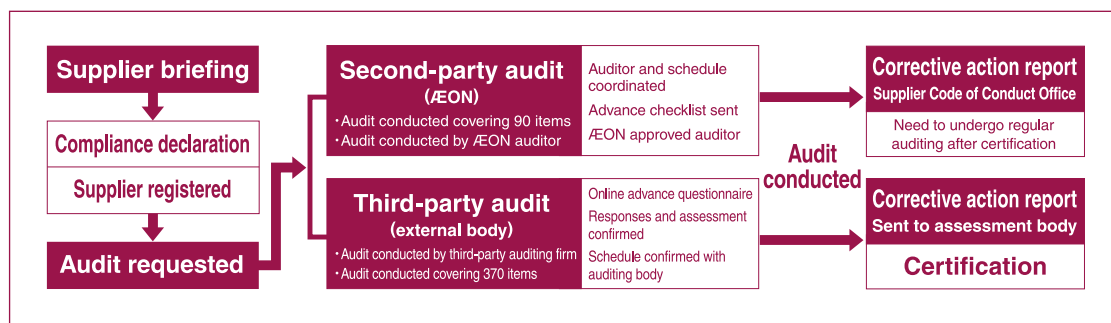 Supplier briefing
Compliance declaration
Supplier registered
Audit requested
Second-party audit
(ÆON)
・Audit conducted covering 90 items
・Audit conducted by ÆON auditor
Auditor and schedule
coordinated
Advance checklist sent
ÆON approved auditor
Third-party audit
(external body)
・Audit conducted by third-party auditing firm
・Audit conducted covering 370 items
Online advance questionnaire
Responses and assessment
confirmed
Schedule confirmed with
auditing body
Audit
conducted
Corrective action report
Supplier Code of Conduct Office
Need to undergo regular
auditing after certification
Corrective action report
Sent to assessment body
Certification